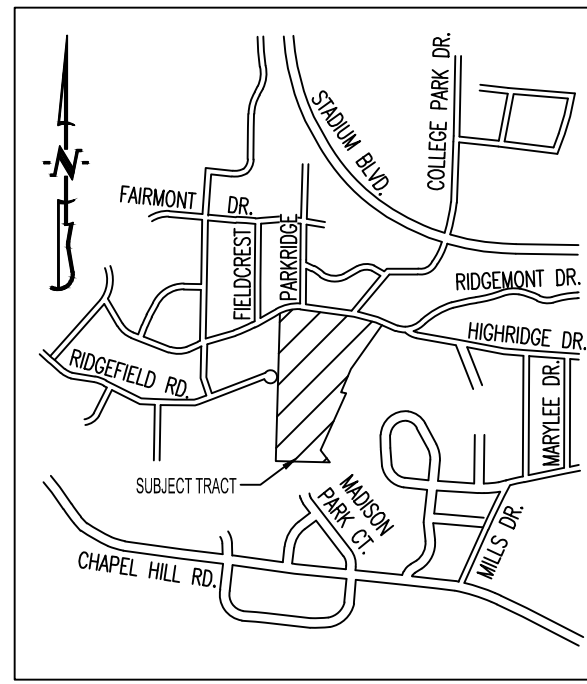 COLLEGE PARK DR.
STADIUM BLVD.
N
FAIRMONT DR.
FIELDCREST
PARKRIDGE
RIDGEMONT DR.
HIGHRIDGE DR.
RIDGEFIELD RD.
MARYLEE DR.
SUBJECT TRACT
MADISON
PARK CT.
MILLS DR.
CHAPEL HILL RD.